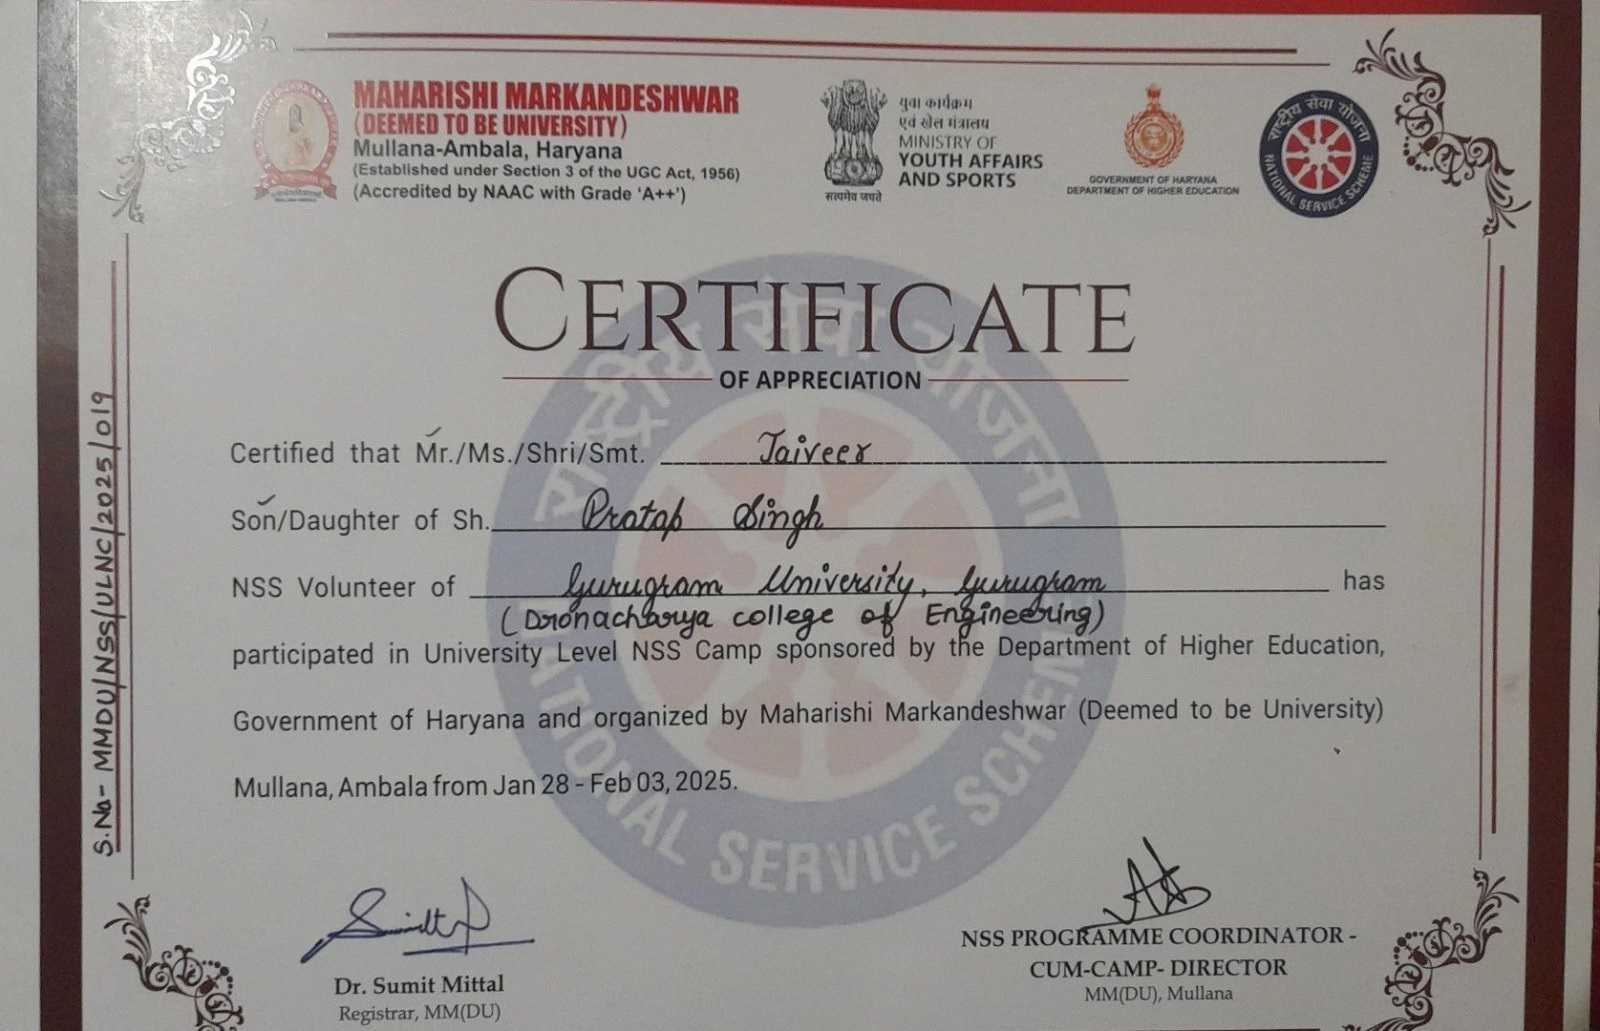 MAHARISHI MARKANDESHWAR
(DEEMED TO BE UNIVERSITY)
Mullana-Ambala, Haryana
(Established under Section 3 of the UGC Act, 1956)
(Accredited by NAAC with Grade 'A++')
सत्यमेव जयते
युवा कार्यक्रम
एवं खेल मंत्रालय
MINISTRY OF
YOUTH AFFAIRS
AND SPORTS
GOVERNMENT OF HARYANA
DEPARTMENT OF HIGHER EDUCATION
राष्ट्रीय सेवा योजना
NATIONAL SERVICE SCHEME
CERTIFICATE
OF APPRECIATION
Certified that Mr./Ms./Shri/Smt. Jaiveer
Son/Daughter of Sh. Pratap Singh
NSS Volunteer of Gurugram University, Gurugram has
(Dronacharya college of Engineering)
participated in University Level NSS Camp sponsored by the Department of Higher Education,
Government of Haryana and organized by Maharishi Markandeshwar (Deemed to be University)
Mullana, Ambala from Jan 28 - Feb 03, 2025.
राष्ट्रीय सेवा योजना
NATIONAL SERVICE SCHEME
S.No- MMDU/NSS/ULNC/2025/019
Dr. Sumit Mittal
Registrar, MM(DU)
NSS PROGRAMME COORDINATOR -
CUM-CAMP- DIRECTOR
MM(DU), Mullana